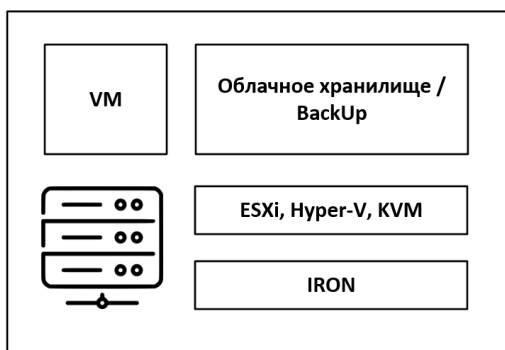 VM
Облачное хранилище /
BackUp
ESXi, Hyper-V, KVM
IRON